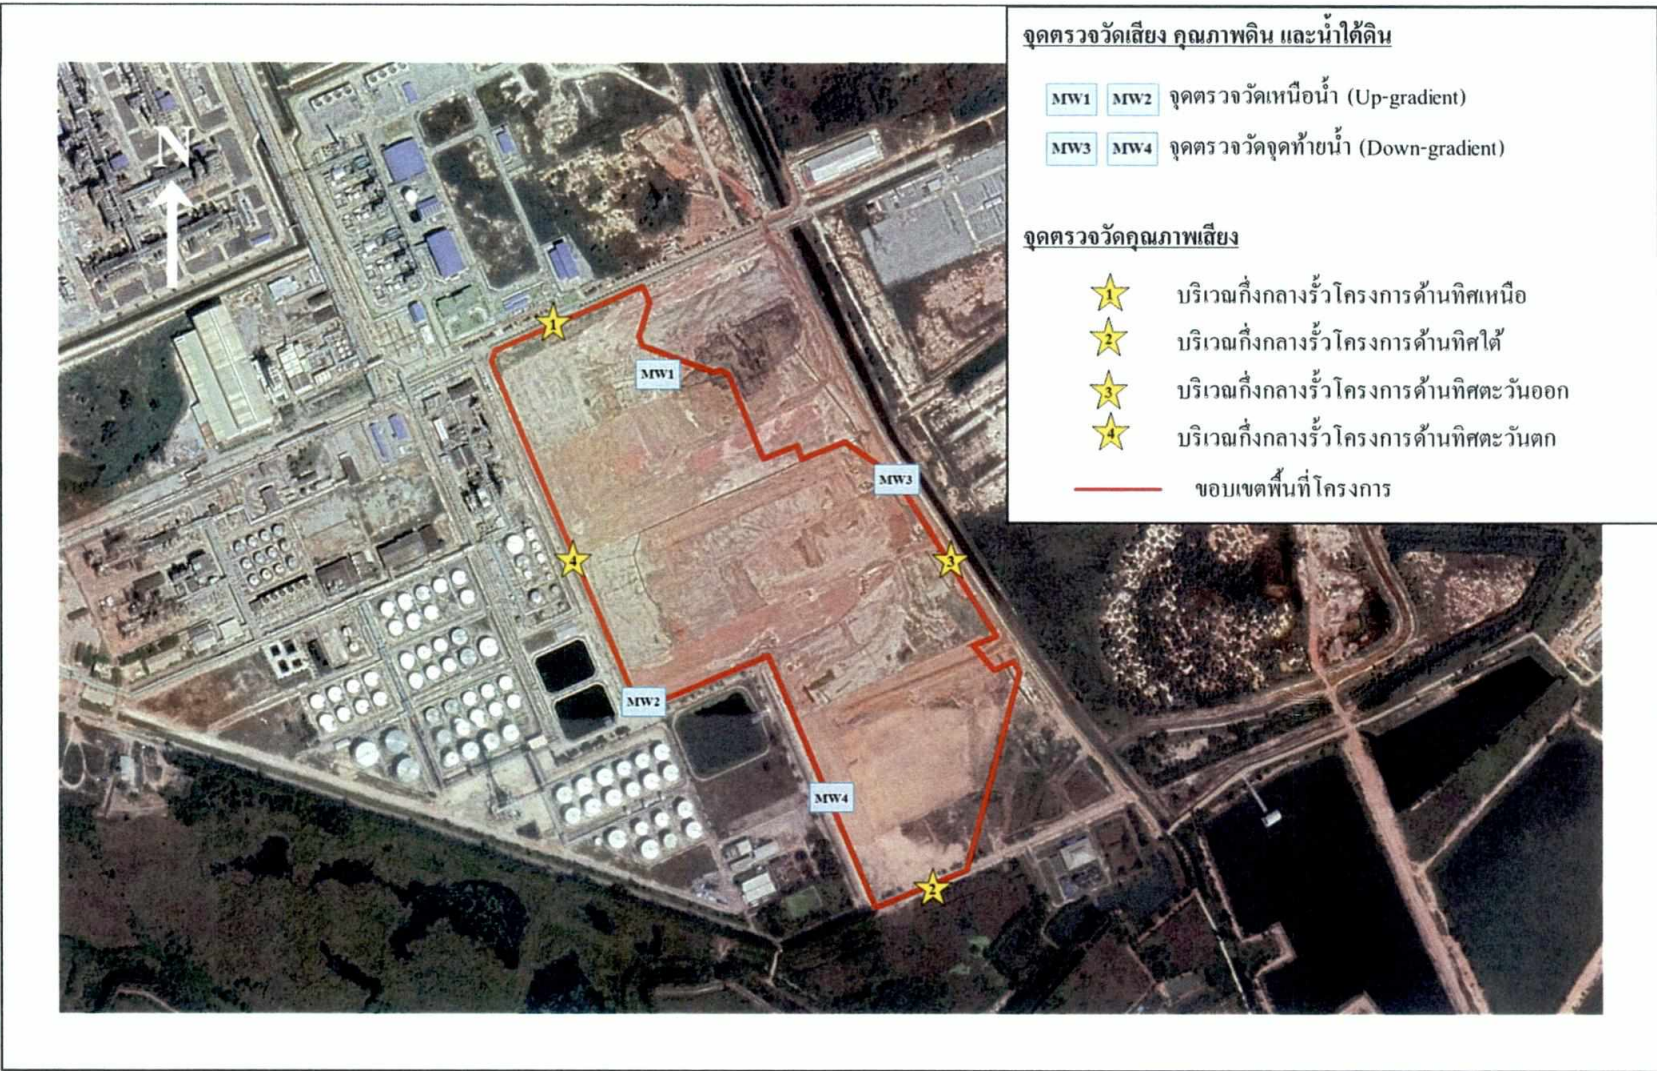 จุดตรวจวัดเสียง คุณภาพดิน และน้ำใต้ดิน
MW1 MW2 จุดตรวจวัดเหนือน้ำ (Up-gradient)
MW3 MW4 จุดตรวจวัดจุดท้ายน้ำ (Down-gradient)
จุดตรวจวัดคุณภาพเสียง
1 บริเวณกึ่งกลางรั้วโครงการด้านทิศเหนือ
2 บริเวณกึ่งกลางรั้วโครงการด้านทิศใต้
3 บริเวณกึ่งกลางรั้วโครงการด้านทิศตะวันออก
4 บริเวณกึ่งกลางรั้วโครงการด้านทิศตะวันตก
ขอบเขตพื้นที่โครงการ
N
1
MW1
MW3
4
3
MW2
MW4
2